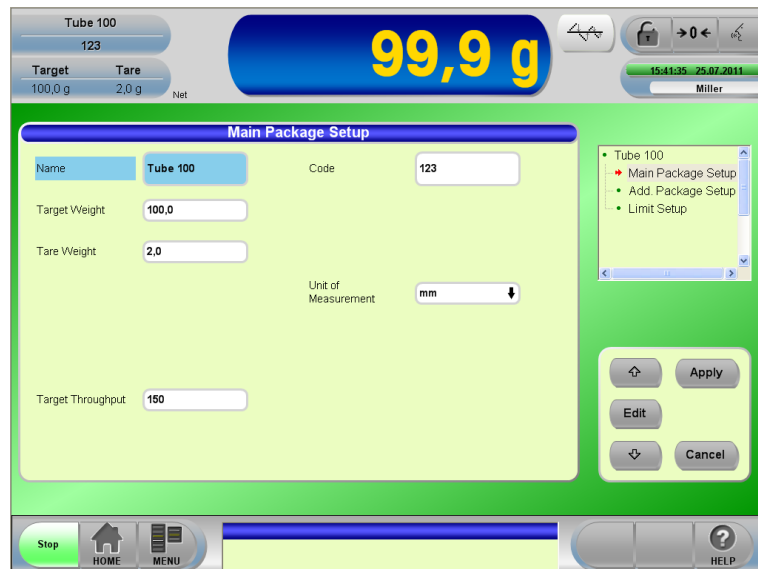 Tube 100
123
Target Tare
100,0 g 2,0 g Net
99,9 g
→0←
15:41:35 25.07.2011
Miller
Main Package Setup
Name Tube 100 Code 123
Target Weight 100,0
Tare Weight 2,0
Unit of
Measurement mm
Target Throughput 150
Tube 100
Main Package Setup
Add. Package Setup
Limit Setup
Apply
Edit
Cancel
Stop HOME MENU HELP